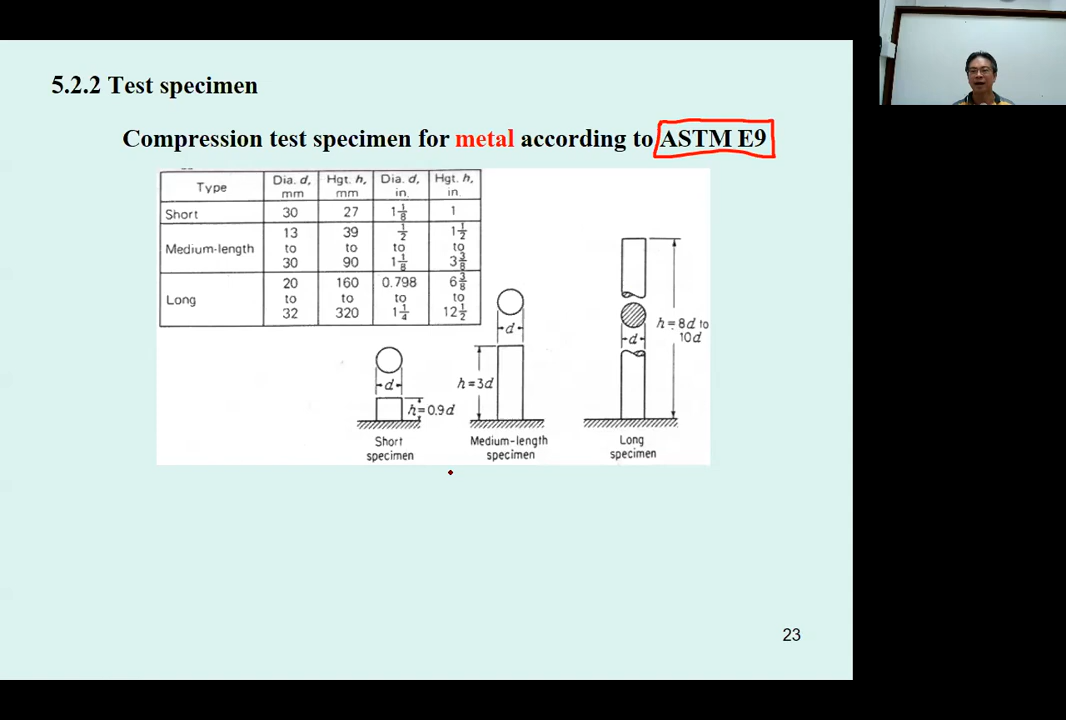 5.2.2 Test specimen
Compression test specimen for metal according to ASTM E9
Type Dia. d, mm Hgt. h, mm Dia. d, in. Hgt. h, in.
Short 30 27 1 1/8 1
Medium-length 13 to 30 39 to 90 1/2 to 1 1/8 1 1/2 to 3 3/8
Long 20 to 32 160 to 320 0.798 to 1 1/4 6 3/8 to 12 1/2
d
h=0.9d
Short specimen
d
h=3d
Medium-length specimen
d
h=8d to 10d
Long specimen
23